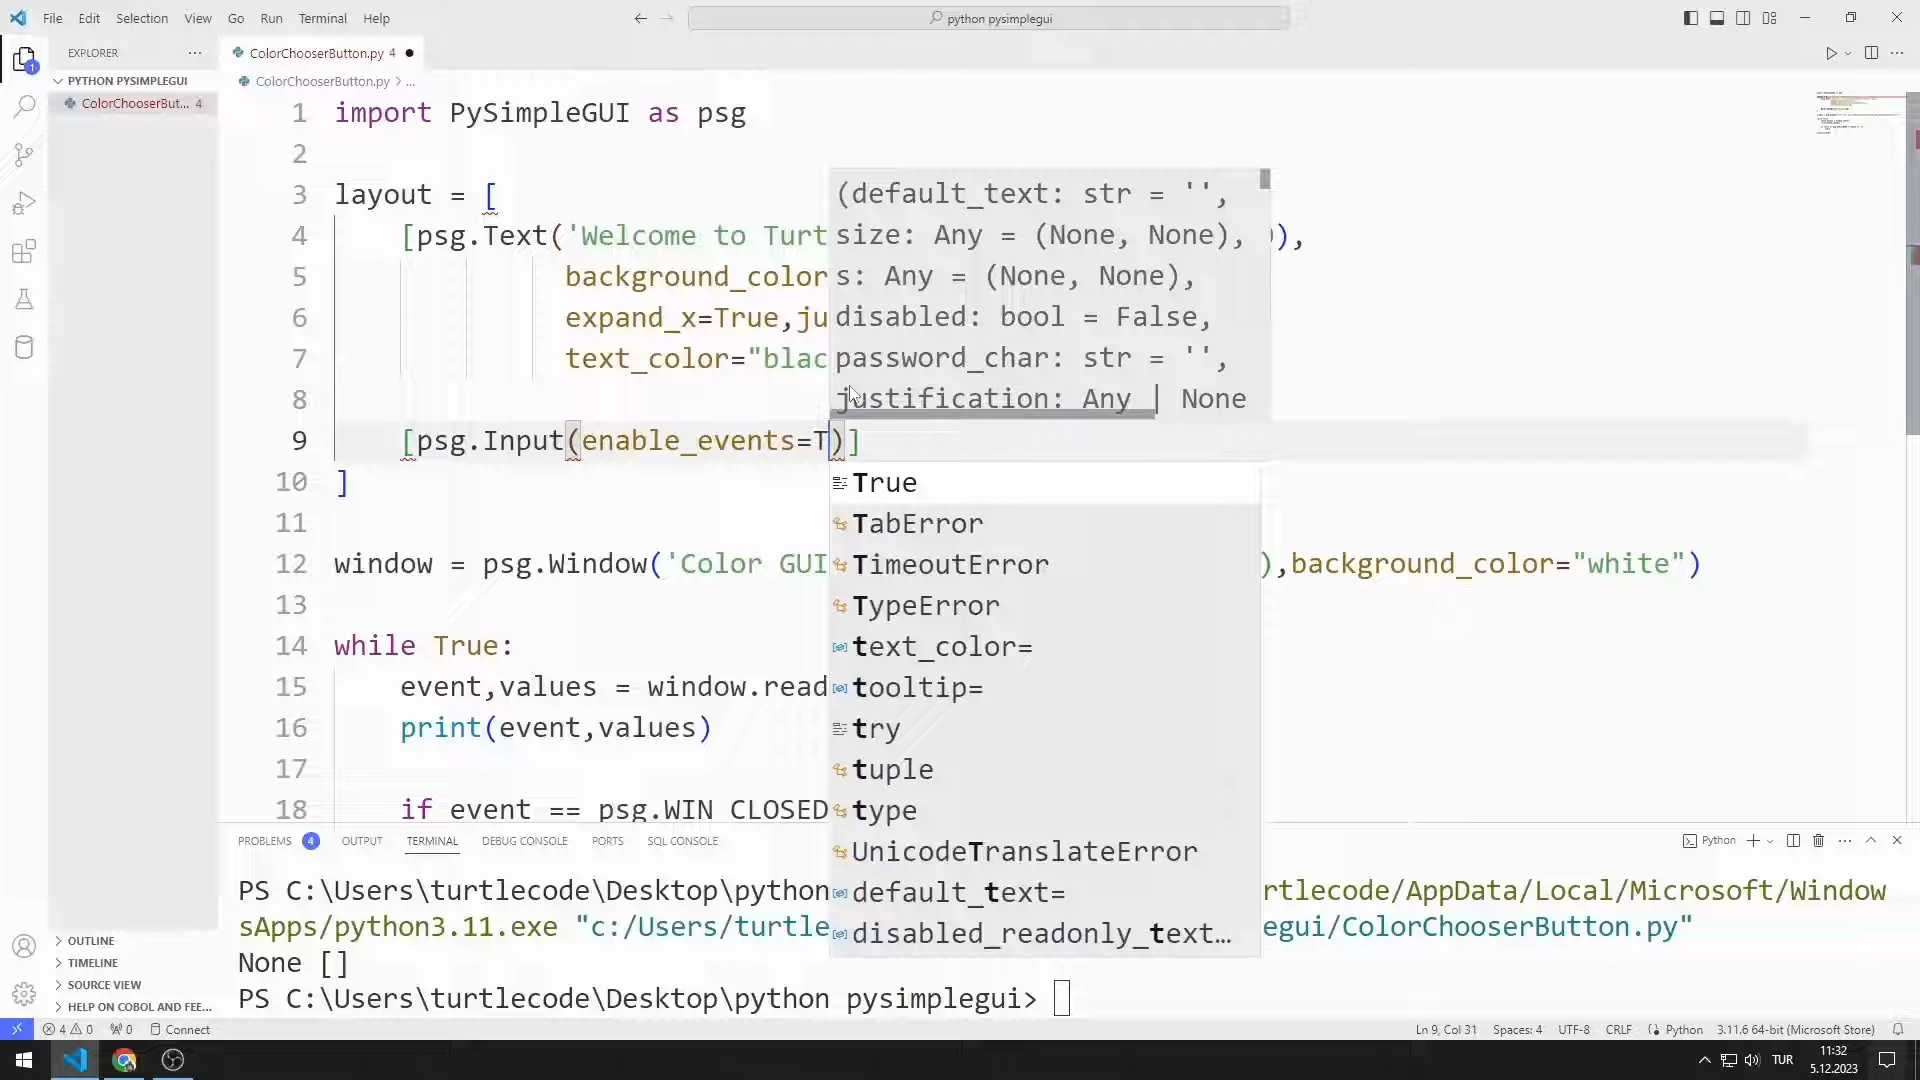 File Edit Selection View Go Run Terminal Help
python pysimplegui
EXPLORER
1
PYTHON PYSIMPLEGUI
ColorChooserBut... 4
ColorChooserButton.py 4
ColorChooserButton.py > ...
1 import PySimpleGUI as psg
2
3 layout = [
4 [psg.Text('Welcome to Turt ),
5 background_color
6 expand_x=True,ju
7 text_color="blac
8
9 [psg.Input(enable_events=T)]
10 ]
11
12 window = psg.Window('Color GUI ),background_color="white")
13
14 while True:
15 event,values = window.read
16 print(event,values)
17
18 if event == psg.WIN_CLOSED
(default_text: str = '',
size: Any = (None, None),
s: Any = (None, None),
disabled: bool = False,
password_char: str = '',
justification: Any | None
True
TabError
TimeoutError
TypeError
text_color=
tooltip=
try
tuple
type
UnicodeTranslateError
default_text=
disabled_readonly_text…
PROBLEMS 4 OUTPUT TERMINAL DEBUG CONSOLE PORTS SQL CONSOLE
Python
PS C:\Users\turtlecode\Desktop\python rtlecode/AppData/Local/Microsoft/Window
sApps/python3.11.exe "c:/Users/turtle egui/ColorChooserButton.py"
None []
PS C:\Users\turtlecode\Desktop\python pysimplegui>
OUTLINE
TIMELINE
SOURCE VIEW
HELP ON COBOL AND FEE...
4 0 0 Connect
Ln 9, Col 31 Spaces: 4 UTF-8 CRLF Python 3.11.6 64-bit (Microsoft Store)
TUR
11:32
5.12.2023